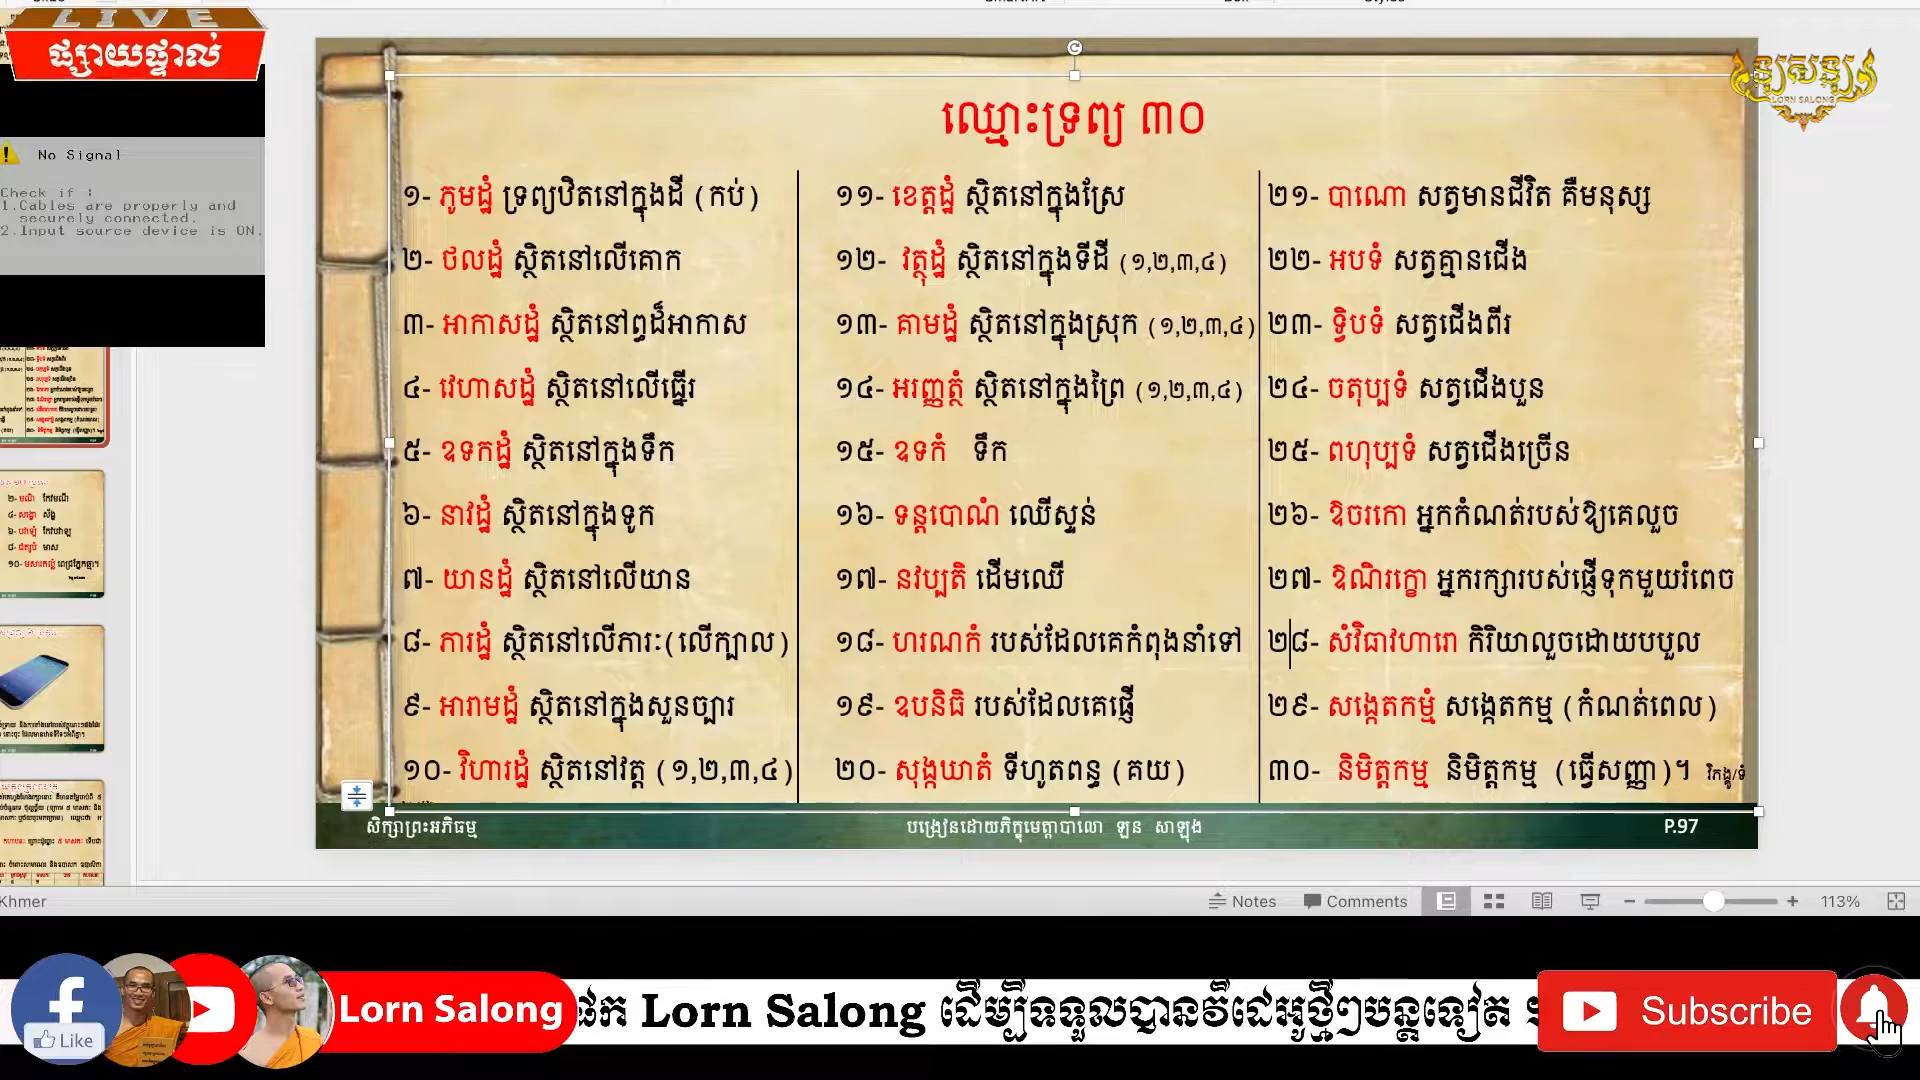 LIVE
ផ្សាយផ្ទាល់
No Signal
Check if :
1.Cables are properly and
securely connected.
2.Input source device is ON.
LORN SALONG
ឈ្មោះទ្រព្យ ៣០
១- ភូមដ្ឋំ ទ្រព្យឋិតនៅក្នុងដី (កប់)
២- ថលដ្ឋំ ស្ថិតនៅលើគោក
៣- អាកាសដ្ឋំ ស្ថិតនៅឰដ៏អាកាស
៤- វេហាសដ្ឋំ ស្ថិតនៅលើធ្នើរ
៥- ឧទកដ្ឋំ ស្ថិតនៅក្នុងទឹក
៦- នាវដ្ឋំ ស្ថិតនៅក្នុងទូក
៧- យានដ្ឋំ ស្ថិតនៅលើយាន
៨- ភារដ្ឋំ ស្ថិតនៅលើភារៈ(លើក្បាល)
៩- អារាមដ្ឋំ ស្ថិតនៅក្នុងសួនច្បារ
១០- វិហារដ្ឋំ ស្ថិតនៅវត្ត (១,២,៣,៤)
១១- ខេត្តដ្ឋំ ស្ថិតនៅក្នុងស្រែ
១២- វត្ថុដ្ឋំ ស្ថិតនៅក្នុងទីដី (១,២,៣,៤)
១៣- គាមដ្ឋំ ស្ថិតនៅក្នុងស្រុក (១,២,៣,៤)
១៤- អរញ្ញត្ថំ ស្ថិតនៅក្នុងព្រៃ (១,២,៣,៤)
១៥- ឧទកំ ទឹក
១៦- ទន្តបោណំ ឈើស្ទន់
១៧- នវប្បតិ ដើមឈើ
១៨- ហរណកំ របស់ដែលគេកំពុងនាំទៅ
១៩- ឧបនិធិ របស់ដែលគេផ្ញើ
២០- សុង្កឃាតំ ទីហូតពន្ធ (គយ)
២១- បាណោ សត្វមានជីវិត គឺមនុស្ស
២២- អបទំ សត្វគ្មានជើង
២៣- ទ្វិបទំ សត្វជើងពីរ
២៤- ចតុប្បទំ សត្វជើងបួន
២៥- ពហុប្បទំ សត្វជើងច្រើន
២៦- ឱចរកោ អ្នកកំណត់របស់ឱ្យគេលួច
២៧- ឱណិរក្ខោ អ្នករក្សារបស់ផ្ញើទុកមួយរំពេច
២៨- សំវិធាវហារោ កិរិយាលួចដោយបបួល
២៩- សង្កេតកម្មំ សង្កេតកម្ម (កំណត់ពេល)
៣០- និមិត្តកម្ម និមិត្តកម្ម (ធ្វើសញ្ញា)។
សិក្សាព្រះអភិធម្ម
បង្រៀនដោយភិក្ខុមេត្តាបាលោ ឡន សាឡុង
P.97
Khmer
Notes
Comments
113%
Like
Lorn Salong
ផេក Lorn Salong ដើម្បីទទួលបានវីដេអូថ្មីៗបន្តទៀត
Subscribe